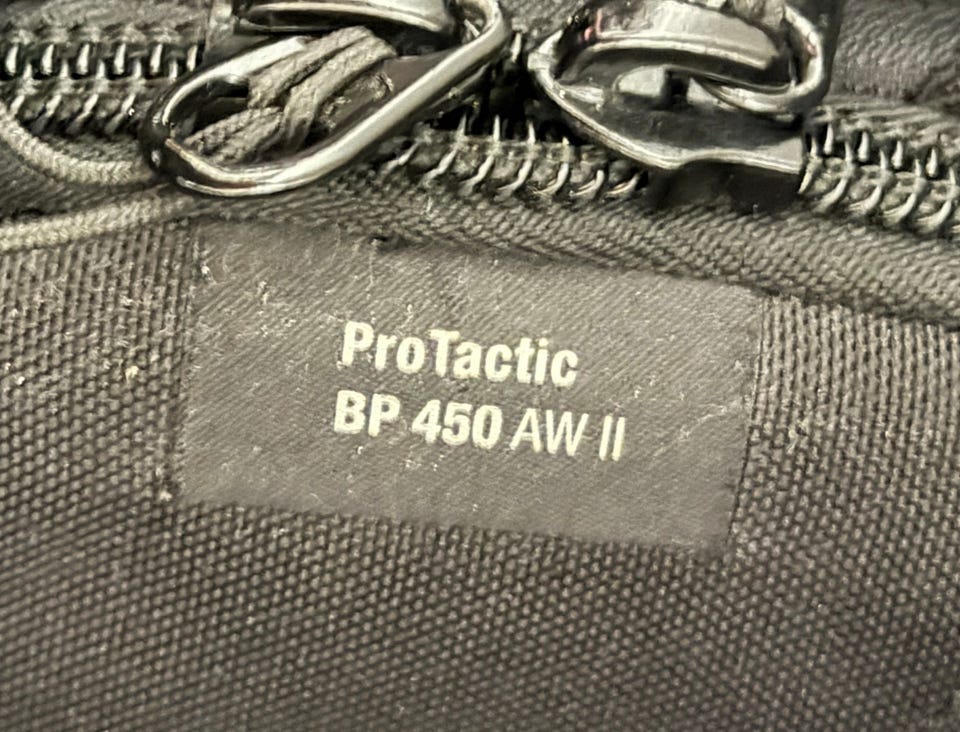 ProTactic
BP 450 AW II